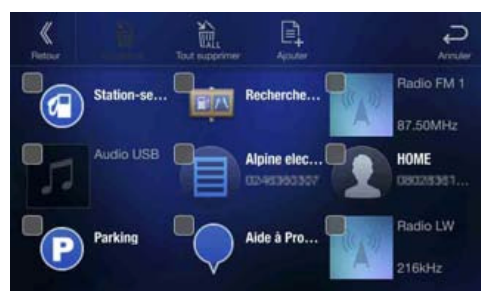 Retour
ALL
Tout supprimer
Ajouter
Annuler
Station-se...
Recherche...
Radio FM 1
87.50MHz
Audio USB
Alpine elec...
HOME
P
Parking
Aide à Pro...
Radio LW
216kHz